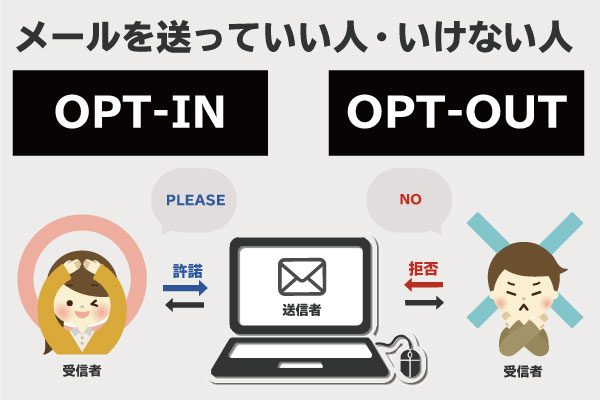 メールを送っていい人・いけない人
OPT-IN
OPT-OUT
PLEASE
NO
許諾
拒否
送信者
受信者
受信者